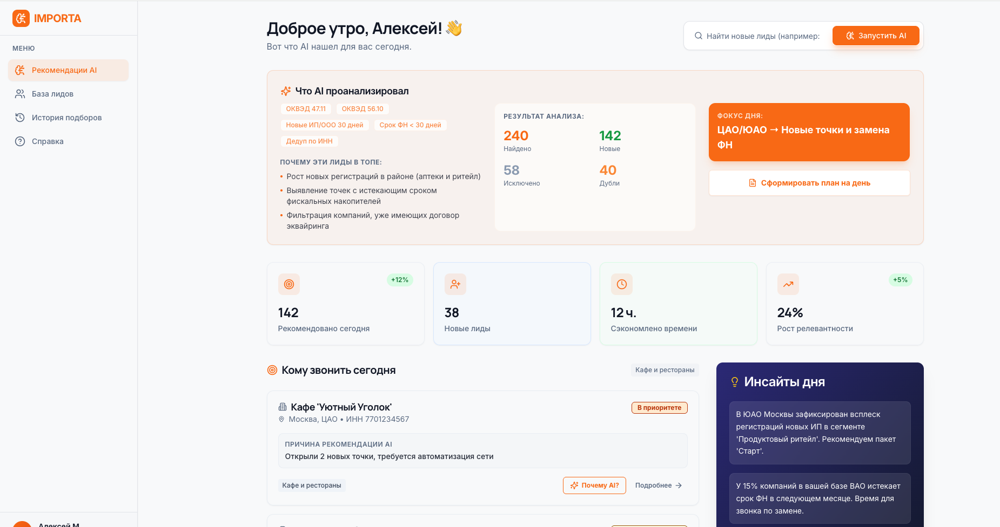 IMPORTA
МЕНЮ
Рекомендации AI
База лидов
История подборов
Справка
Алексей М.
Доброе утро, Алексей! 👋
Вот что AI нашел для вас сегодня.
Найти новые лиды (например:
Запустить AI
Что AI проанализировал
ОКВЭД 47.11
ОКВЭД 56.10
Новые ИП/ООО 30 дней
Срок ФН < 30 дней
Дедуп по ИНН
ПОЧЕМУ ЭТИ ЛИДЫ В ТОПЕ:
• Рост новых регистраций в районе (аптеки и ритейл)
• Выявление точек с истекающим сроком
фискальных накопителей
• Фильтрация компаний, уже имеющих договор
эквайринга
РЕЗУЛЬТАТ АНАЛИЗА:
240
Найдено
142
Новые
58
Исключено
40
Дубли
ФОКУС ДНЯ:
ЦАО/ЮАО → Новые точки и замена
ФН
Сформировать план на день
+12%
142
Рекомендовано сегодня
38
Новые лиды
12 ч.
Сэкономлено времени
+5%
24%
Рост релевантности
Кому звонить сегодня
Кафе и рестораны
Кафе 'Уютный Уголок'
Москва, ЦАО • ИНН 7701234567
В приоритете
ПРИЧИНА РЕКОМЕНДАЦИИ AI
Открыли 2 новых точки, требуется автоматизация сети
Кафе и рестораны
Почему AI?
Подробнее →
Инсайты дня
В ЮАО Москвы зафиксирован всплеск
регистраций новых ИП в сегменте
'Продуктовый ритейл'. Рекомендуем пакет
'Старт'.
У 15% компаний в вашей базе ВАО истекает
срок ФН в следующем месяце. Время для
звонка по замене.